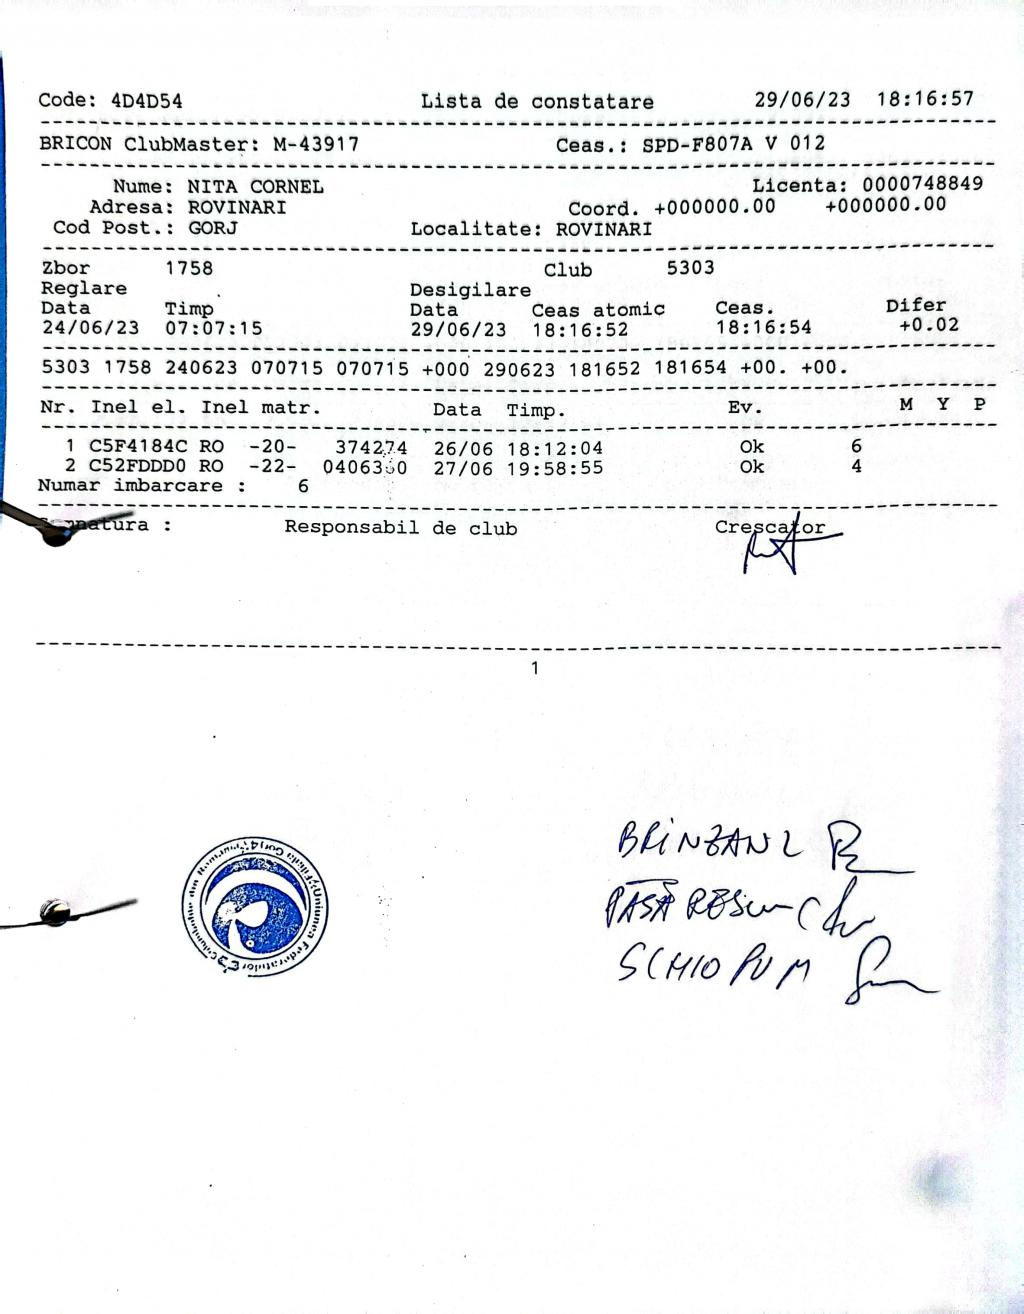 Code: 4D4D54 Lista de constatare 29/06/23 18:16:57
BRICON ClubMaster: M-43917 Ceas.: SPD-F807A V 012
Nume: NITA CORNEL Licenta: 0000748849
Adresa: ROVINARI Coord. +000000.00 +000000.00
Cod Post.: GORJ Localitate: ROVINARI
Zbor 1758 Club 5303
Reglare Desigilare
Data Timp Data Ceas atomic Ceas. Difer
24/06/23 07:07:15 29/06/23 18:16:52 18:16:54 +0.02
5303 1758 240623 070715 070715 +000 290623 181652 181654 +00. +00.
Nr. Inel el. Inel matr. Data Timp. Ev. M Y P
1 C5F4184C RO -20- 374274 26/06 18:12:04 Ok 6
2 C52FDDD0 RO -22- 0406360 27/06 19:58:55 Ok 4
Numar imbarcare : 6
: Responsabil de club Crescator
1
BRINZAN L
SCHIOPU M